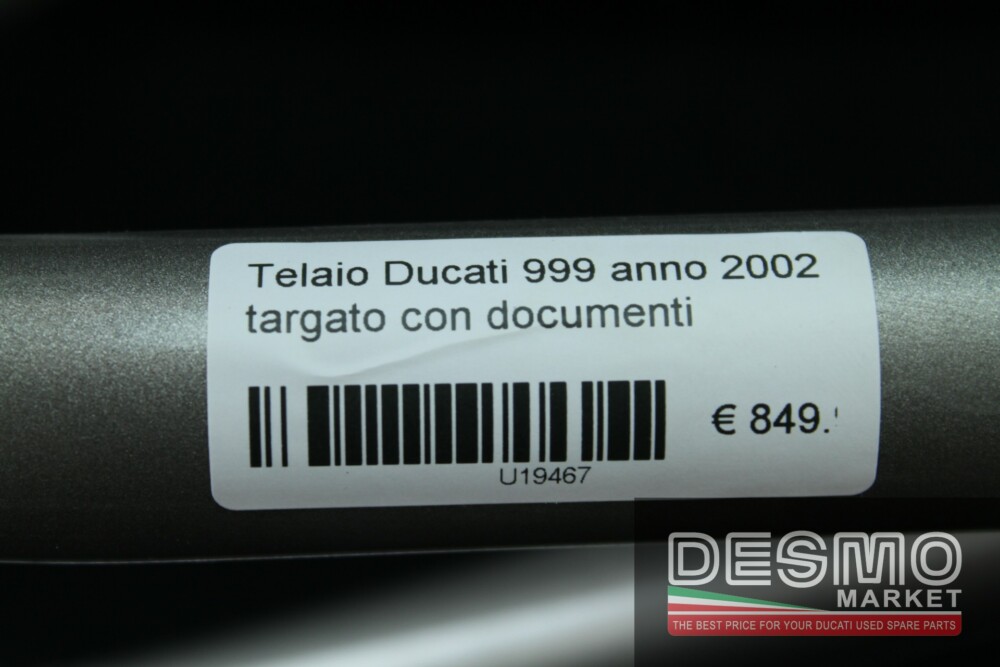 Telaio Ducati 999 anno 2002
targato con documenti
€ 849.
U19467
DESMO
MARKET
THE BEST PRICE FOR YOUR DUCATI USED SPARE PARTS